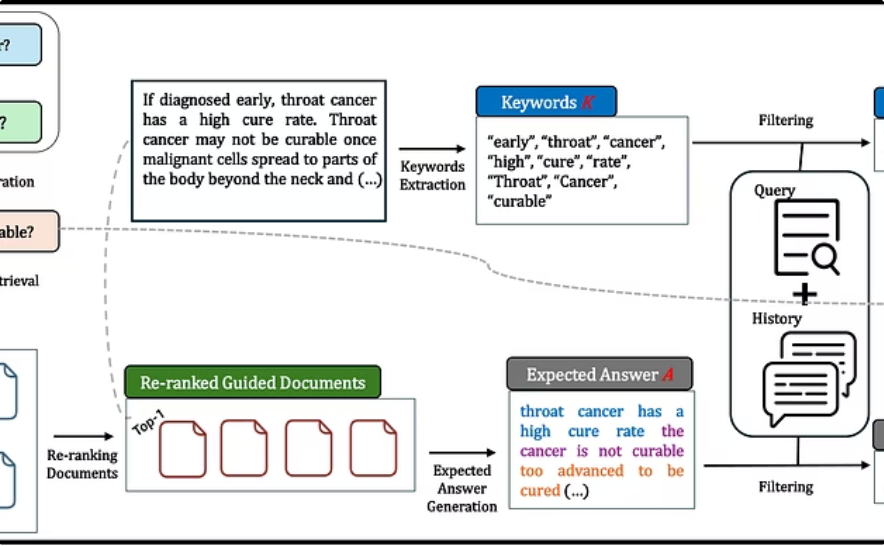 r?
?
ration
able?
trieval
If diagnosed early, throat cancer
has a high cure rate. Throat
cancer may not be curable once
malignant cells spread to parts of
the body beyond the neck and (...)
Keywords
Extraction
Keywords K
“early”, “throat”, “cancer”,
“high”, “cure”, “rate”,
“Throat”, “Cancer”,
“curable”
Filtering
Query
+
History
Re-ranking
Documents
Re-ranked Guided Documents
Top-1
Expected
Answer
Generation
Expected Answer A
throat cancer has a
high cure rate the
cancer is not curable
too advanced to be
cured (...)
Filtering